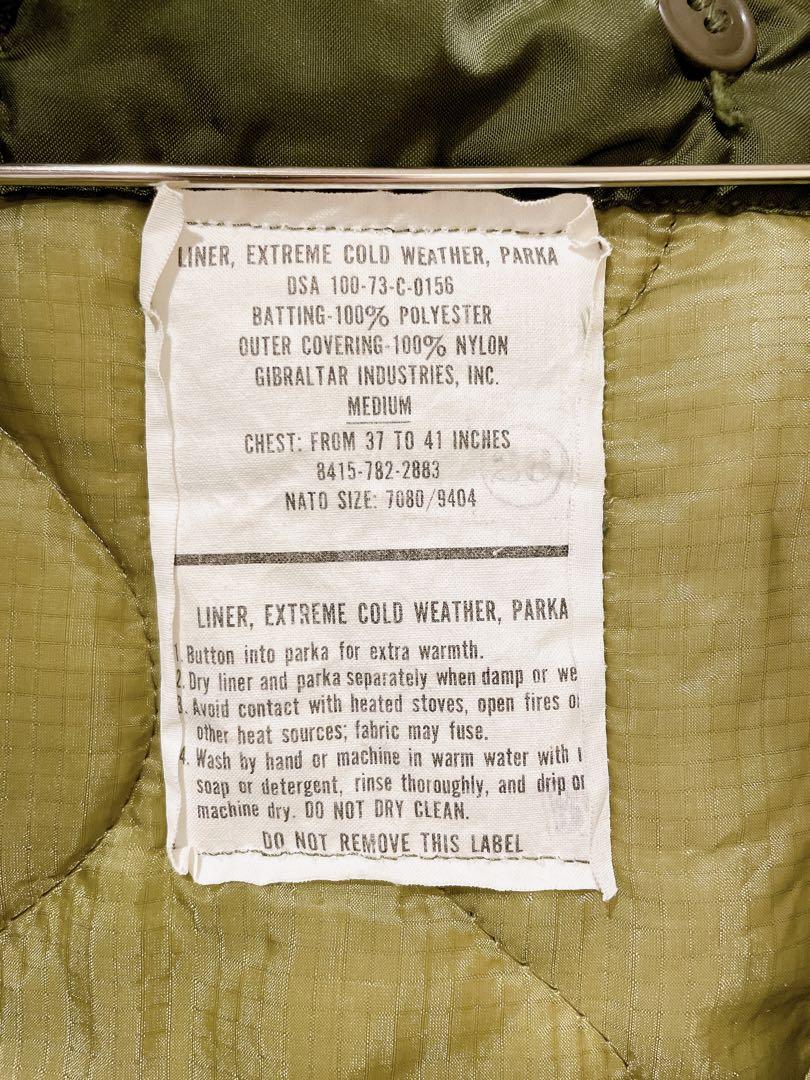 LINER, EXTREME COLD WEATHER, PARKA
DSA 100-73-C-0156
BATTING-100% POLYESTER
OUTER COVERING-100% NYLON
GIBRALTAR INDUSTRIES, INC.
MEDIUM
CHEST: FROM 37 TO 41 INCHES
8415-782-2883
NATO SIZE: 7080/9404
LINER, EXTREME COLD WEATHER, PARKA
1. Button into parka for extra warmth.
2. Dry liner and parka separately when damp or we
3. Avoid contact with heated stoves, open fires o
other heat sources; fabric may fuse.
4. Wash by hand or machine in warm water with
soap or detergent, rinse thoroughly, and drip or
machine dry. DO NOT DRY CLEAN.
DO NOT REMOVE THIS LABEL